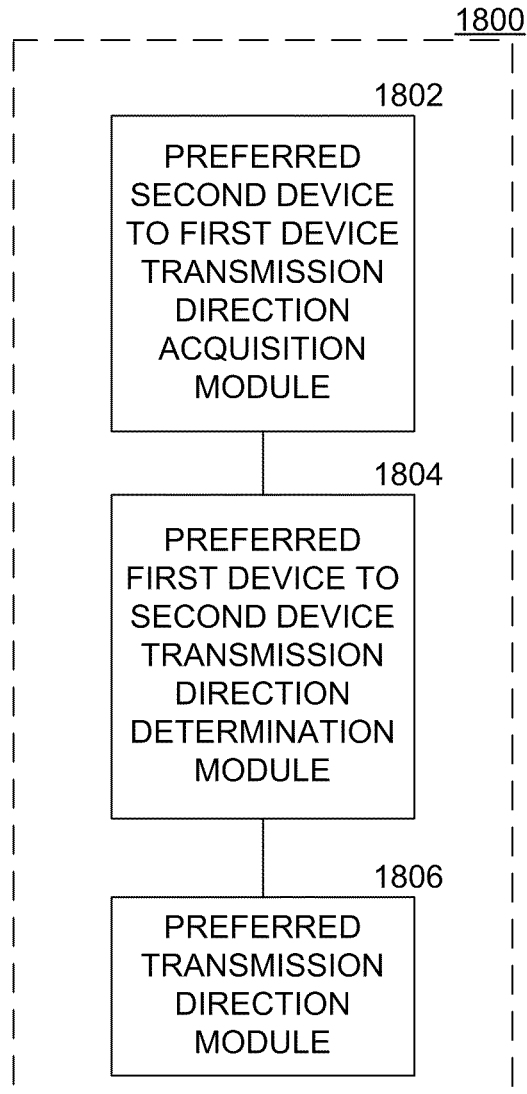 1800
1802
PREFERRED
SECOND DEVICE
TO FIRST DEVICE
TRANSMISSION
DIRECTION
ACQUISITION
MODULE
1804
PREFERRED
FIRST DEVICE TO
SECOND DEVICE
TRANSMISSION
DIRECTION
DETERMINATION
MODULE
1806
PREFERRED
TRANSMISSION
DIRECTION
MODULE